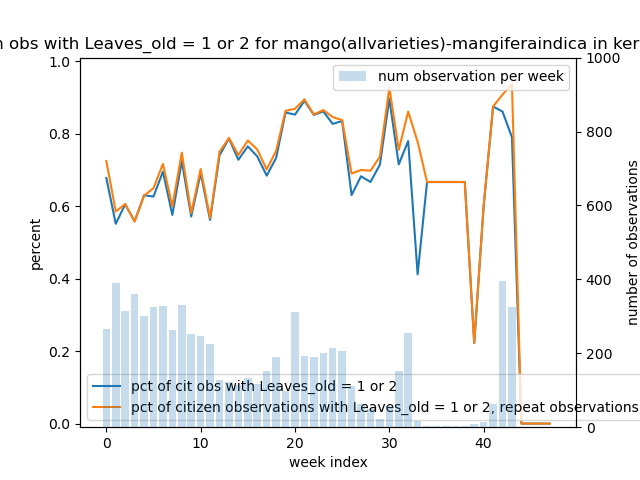 obs with Leaves_old = 1 or 2 for mango(allvarieties)-mangiferaindica in ker
num observation per week
percent
number of observations
1.0
0.8
0.6
0.4
0.2
0.0
1000
800
600
400
200
0
pct of cit obs with Leaves_old = 1 or 2
pct of citizen observations with Leaves_old = 1 or 2, repeat observations
0
10
20
30
40
week index